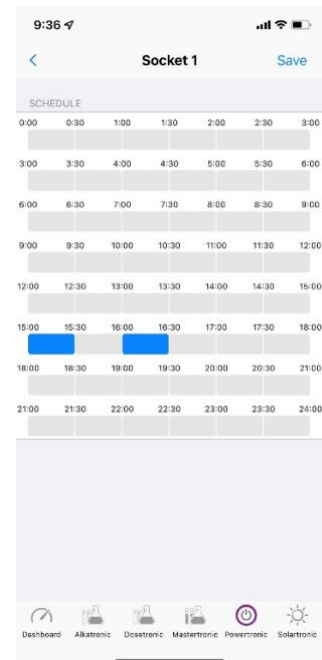 9:36
Socket 1 Save
SCHEDULE
0:00 0:30 1:00 1:30 2:00 2:30 3:00
3:00 3:30 4:00 4:30 5:00 5:30 6:00
6:00 6:30 7:00 7:30 8:00 8:30 9:00
9:00 9:30 10:00 10:30 11:00 11:30 12:00
12:00 12:30 13:00 13:30 14:00 14:30 15:00
15:00 15:30 16:00 16:30 17:00 17:30 18:00
18:00 18:30 19:00 19:30 20:00 20:30 21:00
21:00 21:30 22:00 22:30 23:00 23:30 24:00
Dashboard Alkatronic Dosetronic Mastertronic Powertronic Solartronic